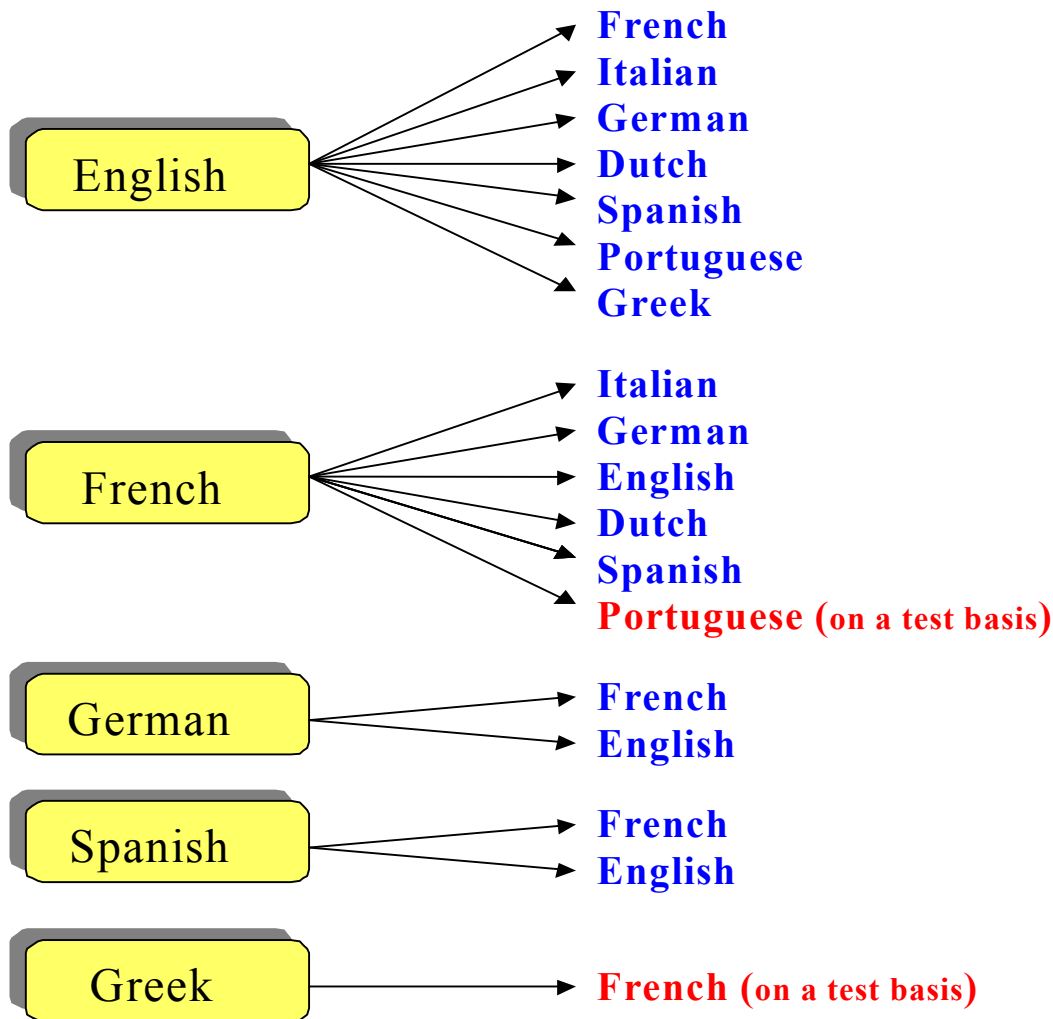 English
French
Italian
German
Dutch
Spanish
Portuguese
Greek
French
Italian
German
English
Dutch
Spanish
Portuguese (on a test basis)
German
French
English
Spanish
French
English
Greek
French (on a test basis)